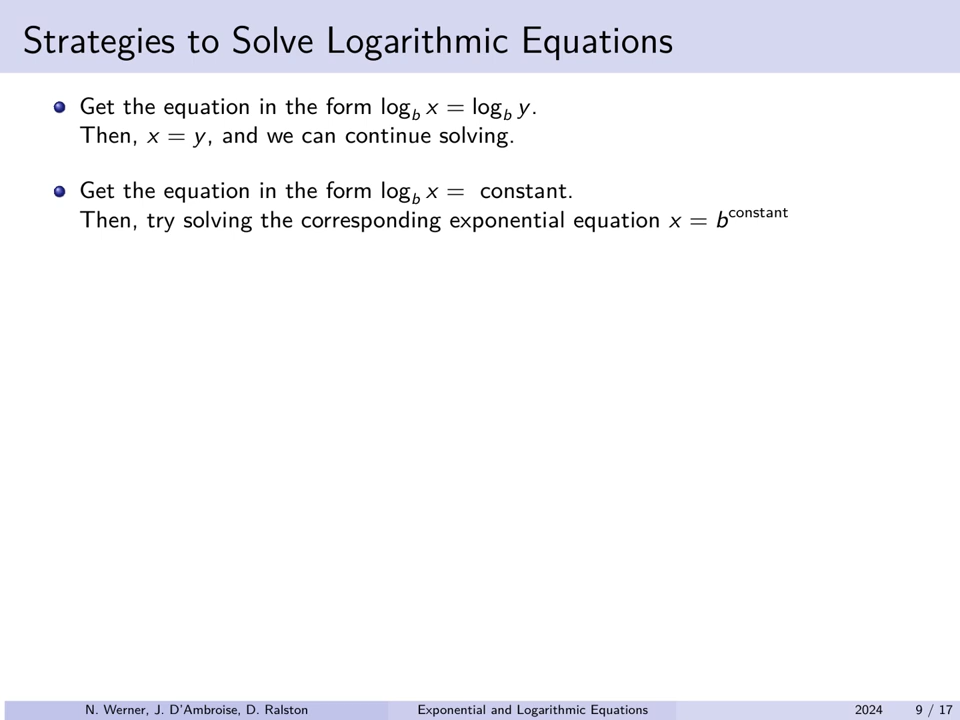 Strategies to Solve Logarithmic Equations
Get the equation in the form log_b x = log_b y.
Then, x = y, and we can continue solving.
Get the equation in the form log_b x = constant.
Then, try solving the corresponding exponential equation x = b^constant
N. Werner, J. D'Ambroise, D. Ralston Exponential and Logarithmic Equations 2024 9 / 17